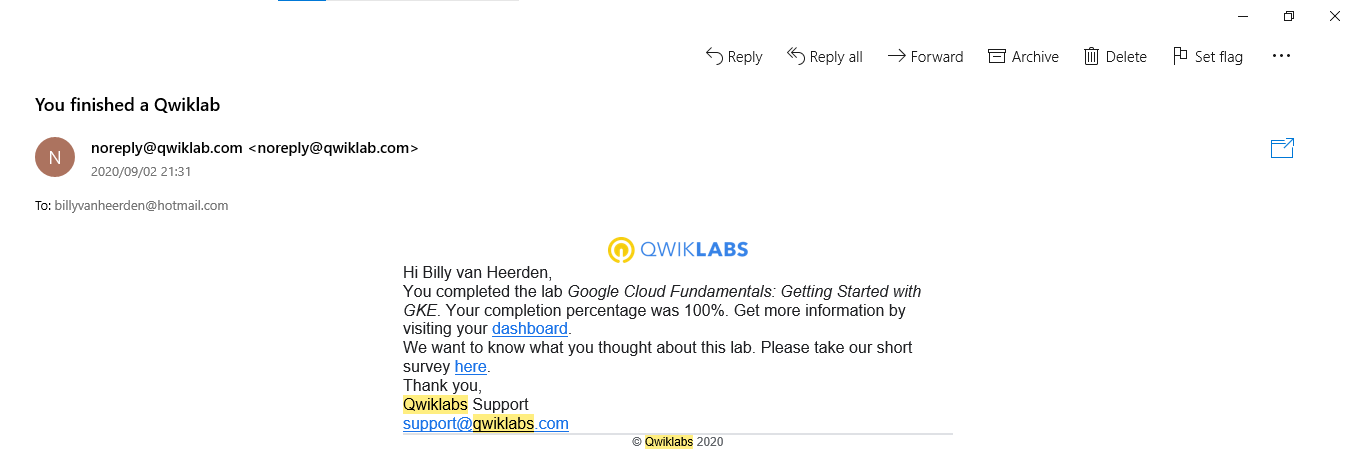 Reply
Reply all
Forward
Archive
Delete
Set flag
You finished a Qwiklab
N
noreply@qwiklab.com <noreply@qwiklab.com>
2020/09/02 21:31
To: billyvanheerden@hotmail.com
QWIKLABS
Hi Billy van Heerden,
You completed the lab Google Cloud Fundamentals: Getting Started with
GKE. Your completion percentage was 100%. Get more information by
visiting your dashboard.
We want to know what you thought about this lab. Please take our short
survey here.
Thank you,
Qwiklabs Support
support@qwiklabs.com
© Qwiklabs 2020